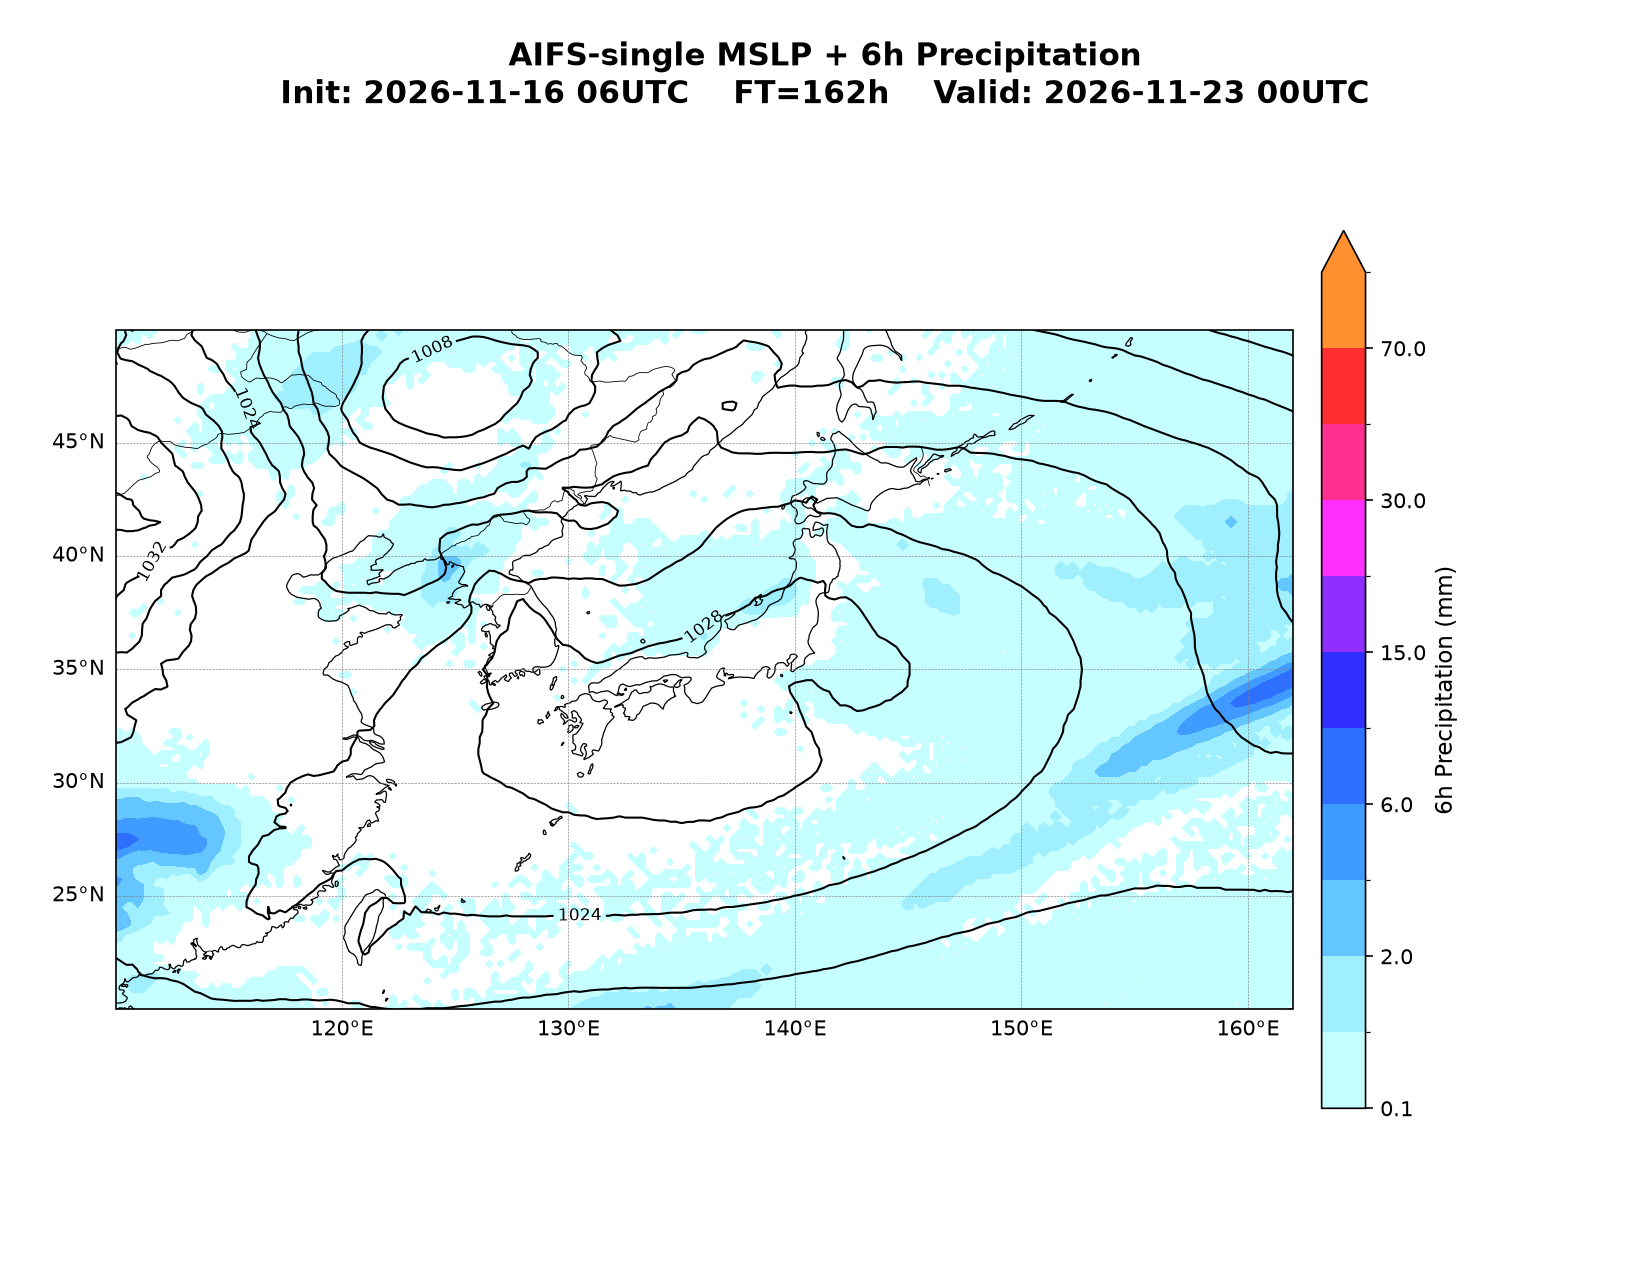 AIFS-single MSLP + 6h Precipitation
Init: 2026-11-16 06UTC    FT=162h    Valid: 2026-11-23 00UTC
1008
1024
1032
1028
1024
45°N
40°N
35°N
30°N
25°N
120°E
130°E
140°E
150°E
160°E
70.0
30.0
15.0
6.0
2.0
0.1
6h Precipitation (mm)